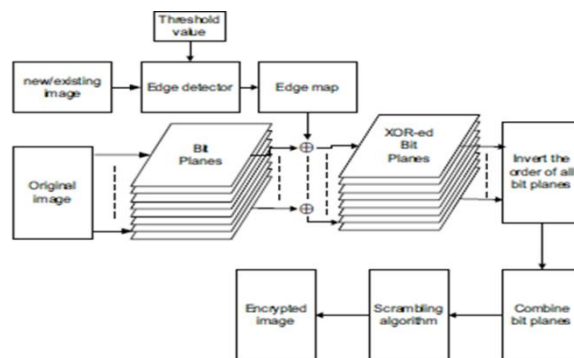 Threshold
value
new/existing
image
Edge detector
Edge map
Original
image
Bit
Planes
XOR-ed
Bit
Planes
Invert the
order of all
bit planes
Encrypted
image
Scrambling
algorithm
Combine
bit planes